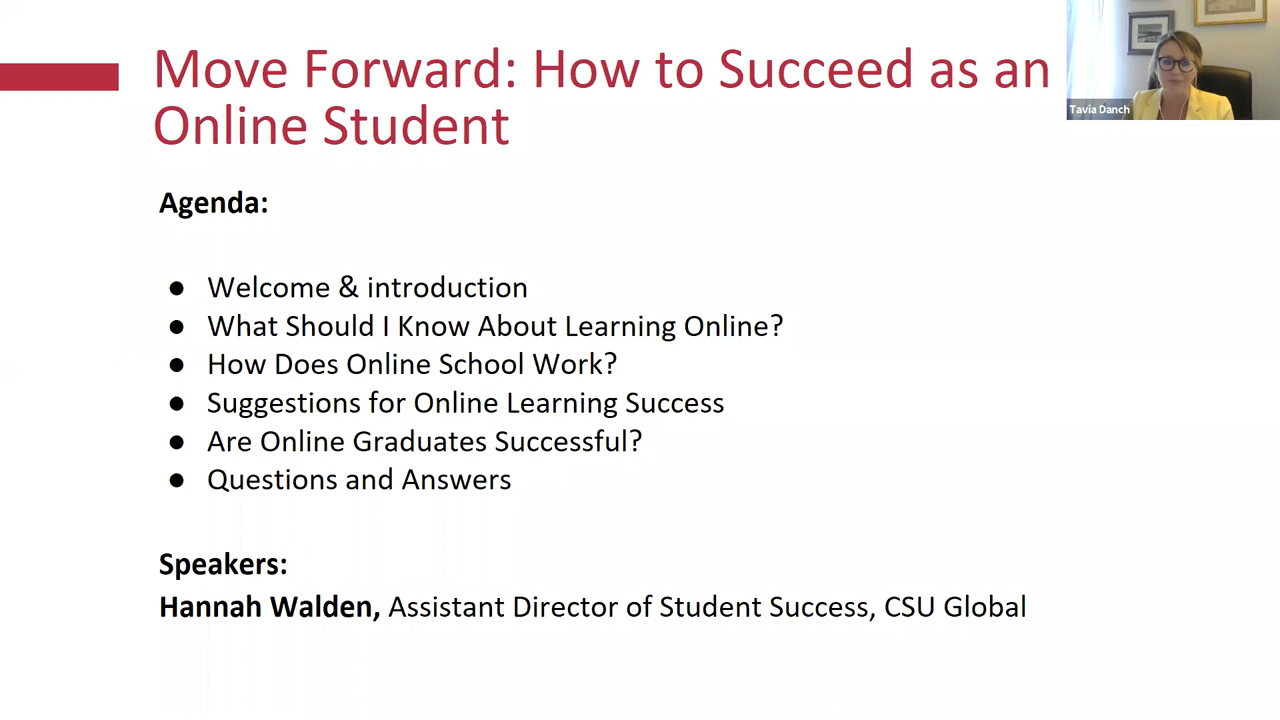 Move Forward: How to Succeed as an
Online Student
Tavia Danch
Agenda:
● Welcome & introduction
● What Should I Know About Learning Online?
● How Does Online School Work?
● Suggestions for Online Learning Success
● Are Online Graduates Successful?
● Questions and Answers
Speakers:
Hannah Walden, Assistant Director of Student Success, CSU Global